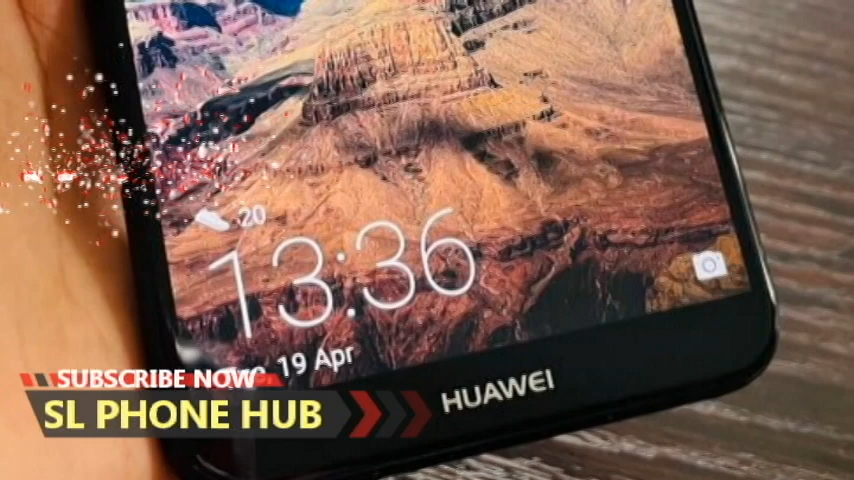 20
13:36
19 Apr
HUAWEI
SUBSCRIBE NOW
SL PHONE HUB